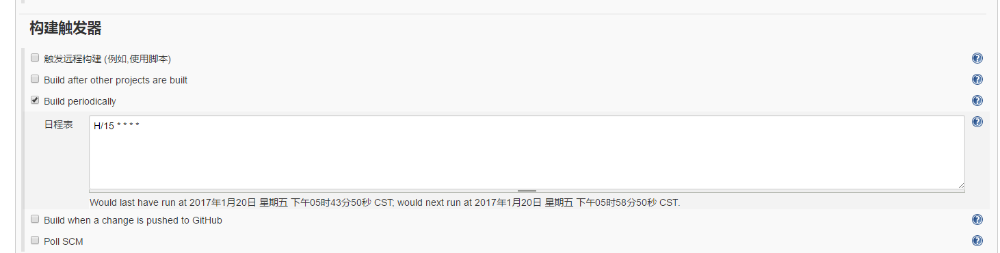 构建触发器
触发远程构建 (例如,使用脚本)
Build after other projects are built
Build periodically
日程表
H/15 * * * *
Would last have run at 2017年1月20日 星期五 下午05时43分50秒 CST; would next run at 2017年1月20日 星期五 下午05时58分50秒 CST.
Build when a change is pushed to GitHub
Poll SCM